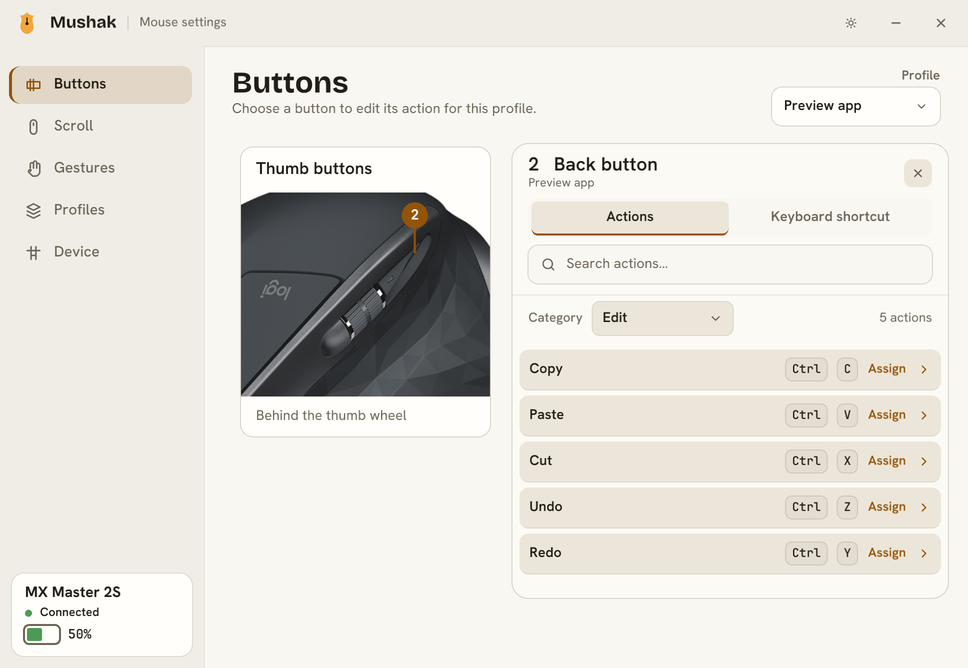 Mushak | Mouse settings
Buttons
Scroll
Gestures
Profiles
Device
MX Master 2S
Connected
50%
Buttons
Choose a button to edit its action for this profile.
Profile
Preview app
Thumb buttons
2
logi
Behind the thumb wheel
2 Back button
Preview app
Actions Keyboard shortcut
Search actions...
Category Edit 5 actions
Copy Ctrl C Assign
Paste Ctrl V Assign
Cut Ctrl X Assign
Undo Ctrl Z Assign
Redo Ctrl Y Assign